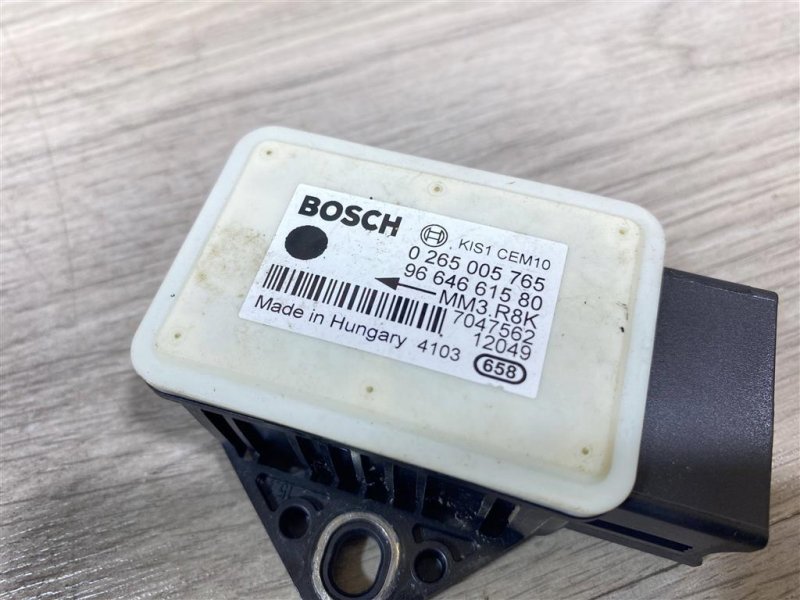 BOSCH
KIS1 CEM10
0 265 005 765
96 646 615 80
MM3.R8K
7047562
12049
Made in Hungary 4103
658